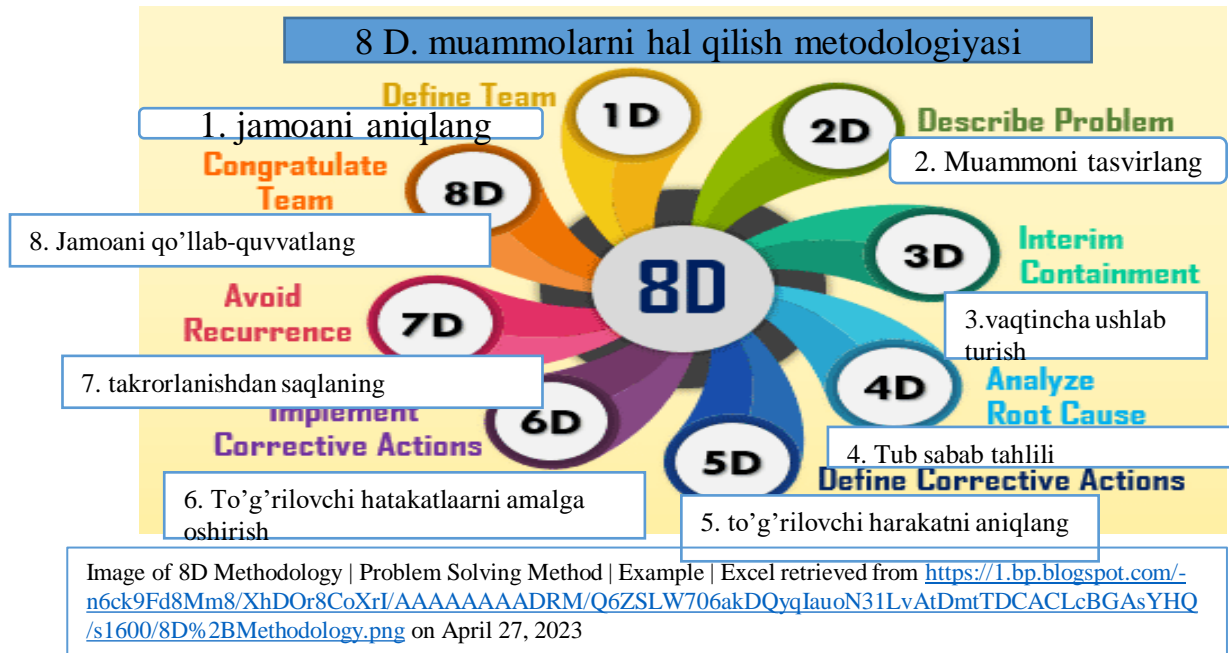 8 D. muammolarni hal qilish metodologiyasi
Define Team
1. jamoani aniqlang
1D
2D
Describe Problem
2. Muammoni tasvirlang
Congratulate
Team
8D
8. Jamoani qo’llab-quvvatlang
3D
Interim
Containment
3.vaqtincha ushlab
turish
8D
Avoid
Recurrence
7D
7. takrorlanishdan saqlaning
4D
Analyze
Root Cause
4. Tub sabab tahlili
Implement
Corrective Actions
6D
6. To’g’rilovchi hatakatlaarni amalga
oshirish
5D
Define Corrective Actions
5. to’g’rilovchi harakatni aniqlang
Image of 8D Methodology | Problem Solving Method | Example | Excel retrieved from https://1.bp.blogspot.com/-
n6ck9Fd8Mm8/XhDOr8CoXrI/AAAAAAAADRM/Q6ZSLW706akDQyqIauoN31LvAtDmtTDCACLcBGAsYHQ
/s1600/8D%2BMethodology.png on April 27, 2023